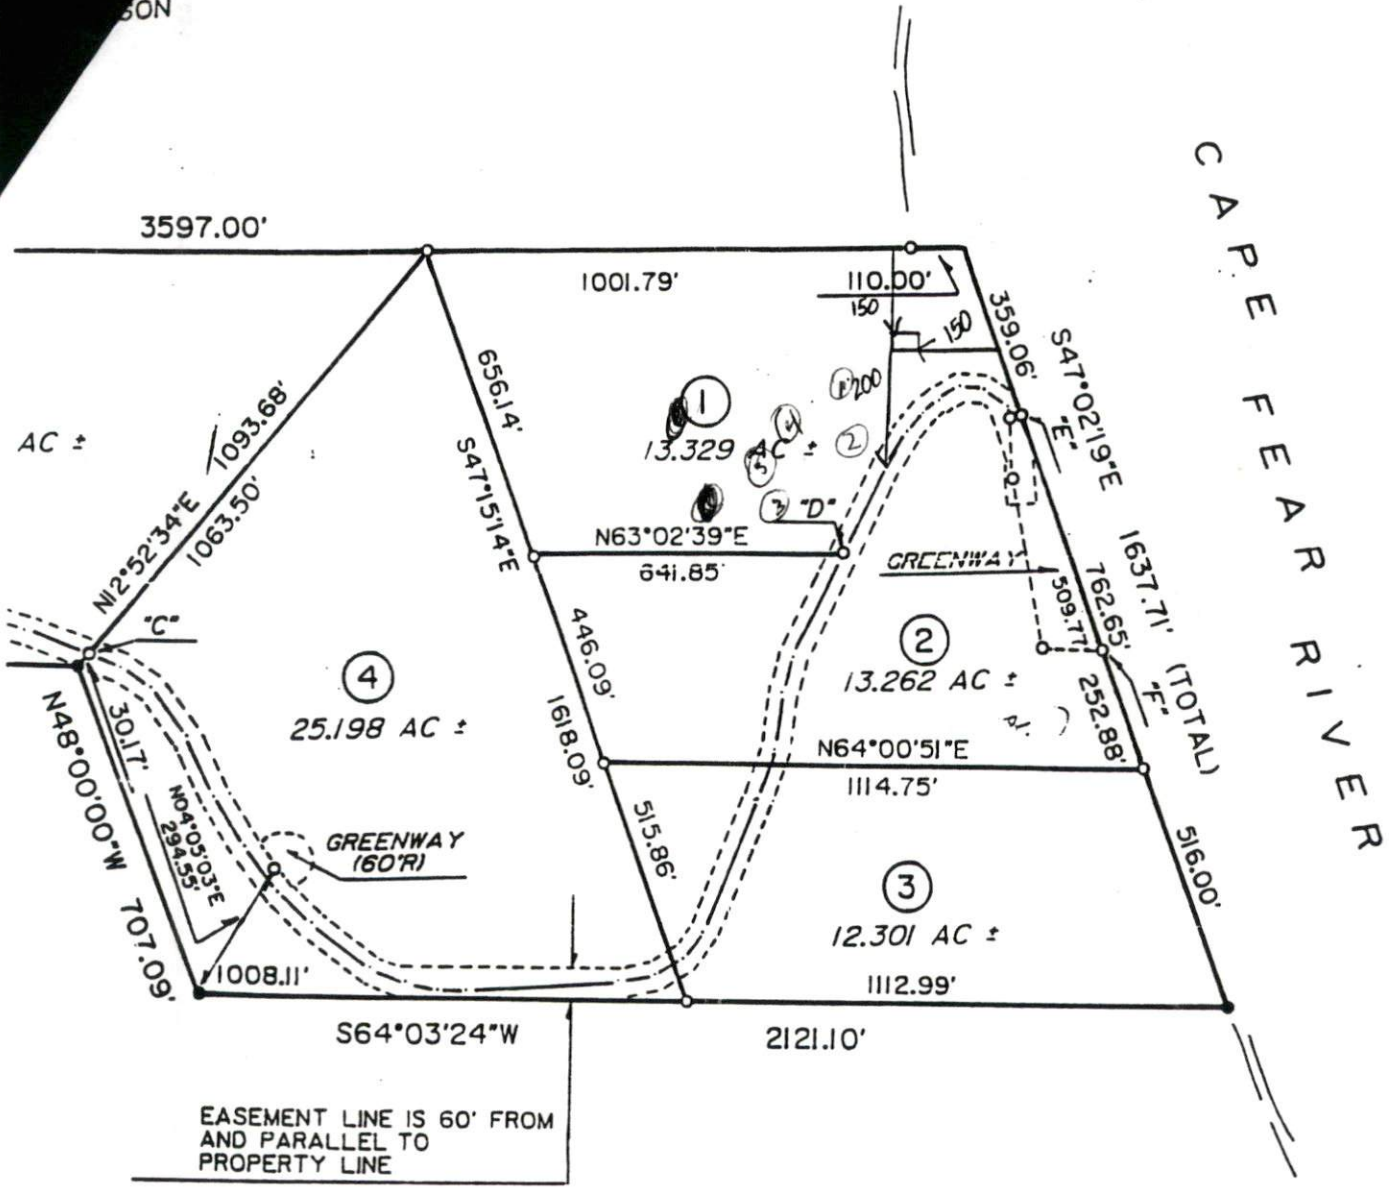 SON
3597.00'
1001.79'
110.00'
150
150
359.06'
S47°02'19"E
1637.71' (TOTAL)
CAPE FEAR RIVER
656.14'
S47°15'14"E
1
13.329 AC ±
1
200
4
2
3
"D"
"E"
N63°02'39"E
641.85'
AC ±
1093.68'
N12°52'34"E
1063.50'
"C"
GREENWAY
509.77'
762.65'
"F"
252.88'
2
13.262 AC ±
446.09'
1618.09'
4
25.198 AC ±
N64°00'51"E
1114.75'
30.17'
N48°00'00"W 707.09'
N04°05'03"E
294.55'
GREENWAY
(60'R)
515.86'
516.00'
3
12.301 AC ±
1008.11'
1112.99'
S64°03'24"W
2121.10'
EASEMENT LINE IS 60' FROM
AND PARALLEL TO
PROPERTY LINE